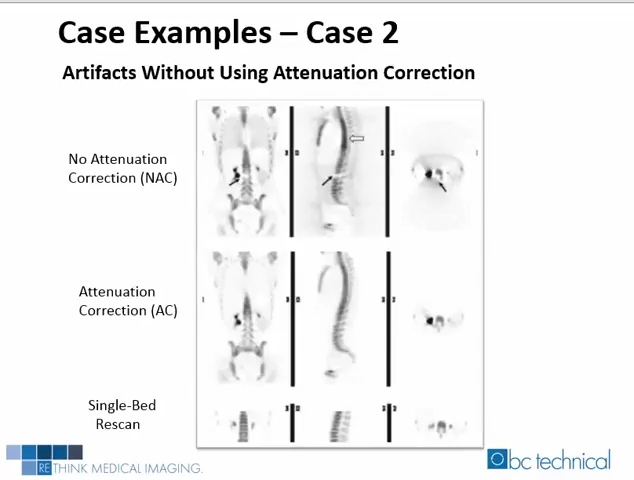 Case Examples – Case 2
Artifacts Without Using Attenuation Correction
No Attenuation
Correction (NAC)
Attenuation
Correction (AC)
Single-Bed
Rescan
RETHINK MEDICAL IMAGING.
bc technical